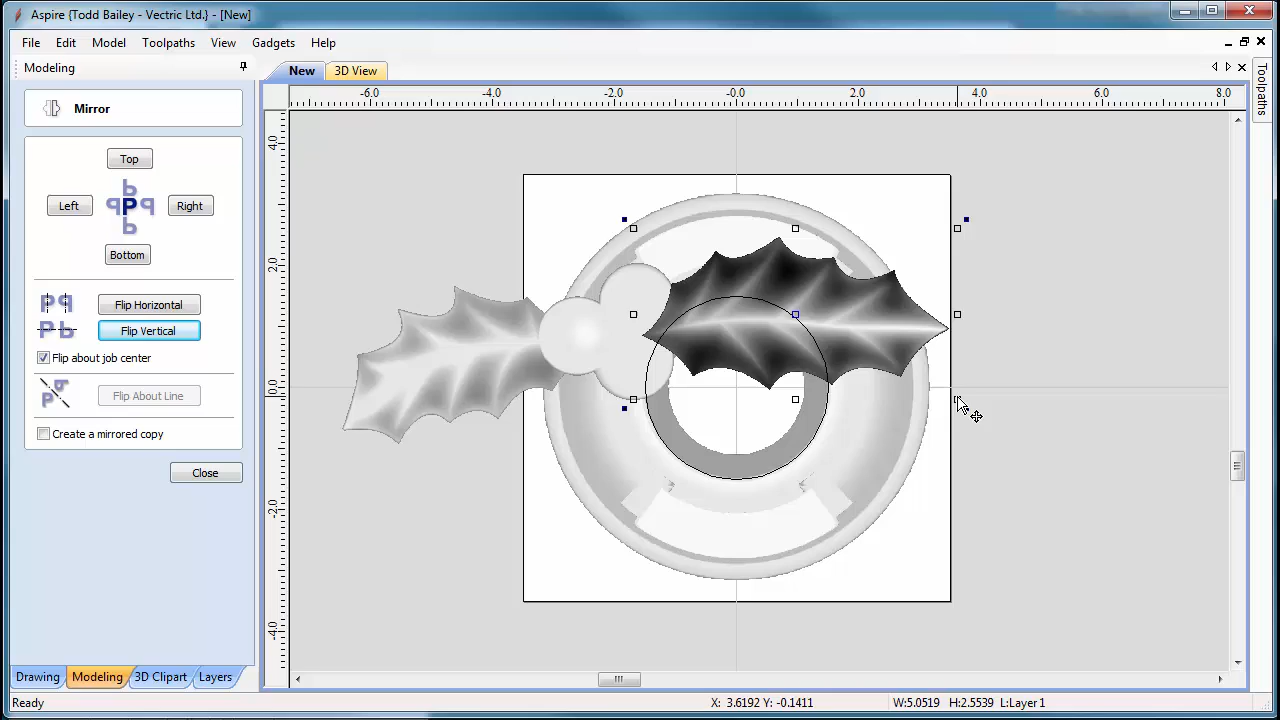 Aspire {Todd Bailey - Vectric Ltd.} - [New]
File Edit Model Toolpaths View Gadgets Help
Modeling
New 3D View
Toolpaths
-6.0 -4.0 -2.0 -0.0 2.0 4.0 6.0 8.0
4.0
2.0
0.0
-2.0
-4.0
Mirror
Top
Left
Right
Bottom
Flip Horizontal
Flip Vertical
Flip about job center
Flip About Line
Create a mirrored copy
Close
Drawing Modeling 3D Clipart Layers
Ready X: 3.6192 Y: -0.1411 W:5.0519 H:2.5539 L:Layer 1